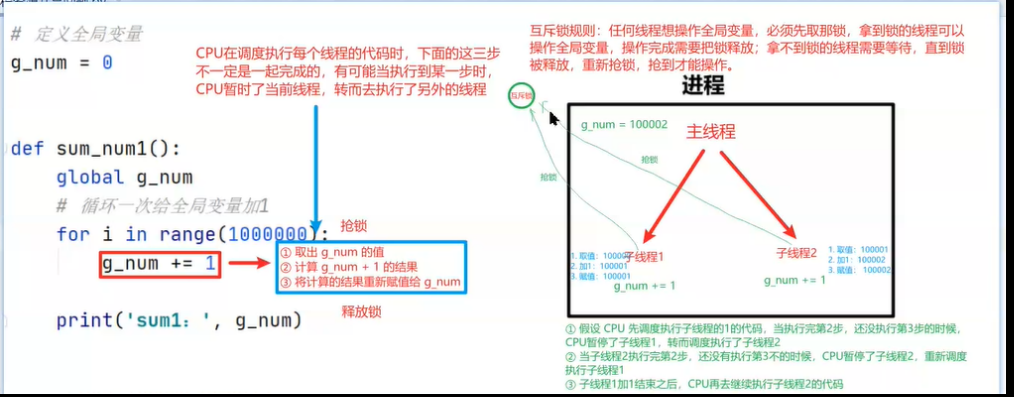 # 定义全局变量
g_num = 0
def sum_num1():
global g_num
# 循环一次给全局变量加1
for i in range(1000000):
g_num += 1
print('sum1：', g_num)
CPU在调度执行每个线程的代码时，下面的这三步
不一定是一起完成的，有可能当执行到某一步时，
CPU暂时了当前线程，转而去执行了另外的线程
抢锁
① 取出 g_num 的值
② 计算 g_num + 1 的结果
③ 将计算的结果重新赋值给 g_num
释放锁
互斥锁规则：任何线程想操作全局变量，必须先取那锁，拿到锁的线程可以
操作全局变量，操作完成需要把锁释放；拿不到锁的线程需要等待，直到锁
被释放，重新抢锁，抢到才能操作。
进程
互斥锁
g_num = 100002
主线程
抢锁
抢锁
子线程1
1. 取值：
2. 加1：100001
3. 赋值：100001
g_num += 1
子线程2
1. 取值：100001
2. 加1：100002
3. 赋值：100002
g_num += 1
① 假设 CPU 先调度执行子线程的1的代码，当执行完第2步，还没执行第3步的时候，
CPU暂停了子线程1，转而调度执行了子线程2
② 当子线程2执行完第2步，还没有执行第3不的时候，CPU暂停了子线程2，重新调度
执行子线程1
③ 子线程1加1结束之后，CPU再去继续执行子线程2的代码